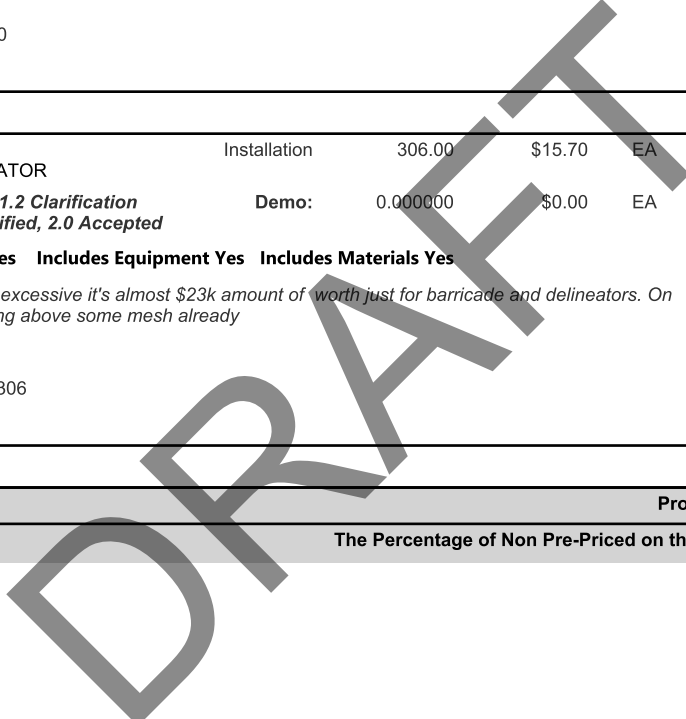 0
Installation 306.00 $15.70 EA
ATOR
1.2 Clarification Demo: 0.000000 $0.00 EA
ified, 2.0 Accepted
es Includes Equipment Yes Includes Materials Yes
excessive it's almost $23k amount of worth just for barricade and delineators. On
ng above some mesh already
306
Pro
The Percentage of Non Pre-Priced on th
DRAFT